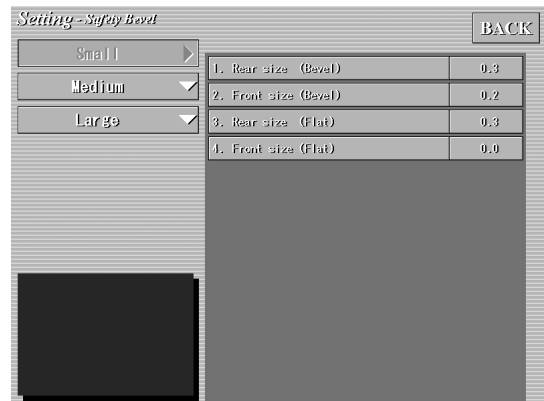 Setting - Safety Bevel
BACK
Small
Medium
Large
1. Rear size (Bevel) 0.3
2. Front size (Bevel) 0.2
3. Rear size (Flat) 0.3
4. Front size (Flat) 0.0